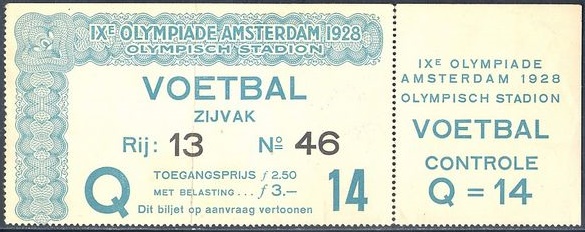 IXE OLYMPIADE AMSTERDAM 1928
OLYMPISCH STADION
VOETBAL
ZIJVAK
Rij: 13 No 46
Q TOEGANGSPRIJS ƒ 2.50
MET BELASTING... ƒ 3.— 14
Dit biljet op aanvraag vertoonen
IXE OLYMPIADE
AMSTERDAM 1928
OLYMPISCH STADION
VOETBAL
CONTROLE
Q = 14